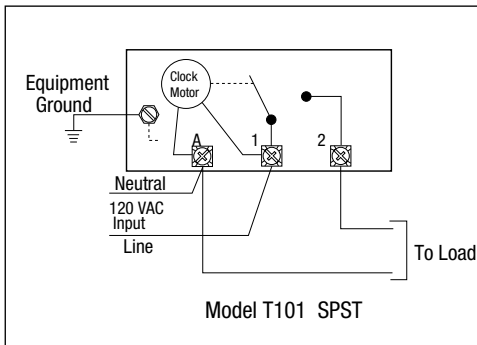 Equipment
Ground
Clock
Motor
A
1
2
Neutral
120 VAC
Input
Line
To Load
Model T101 SPST